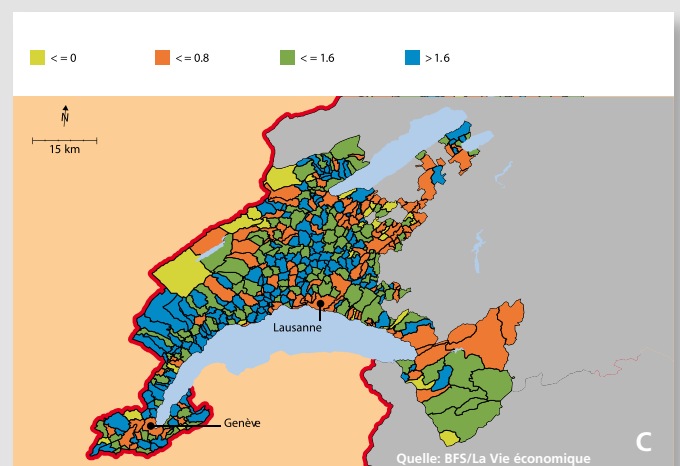 <= 0 <= 0.8 <= 1.6 > 1.6
N
15 km
Lausanne
Genève
C
Quelle: BFS/La Vie économique